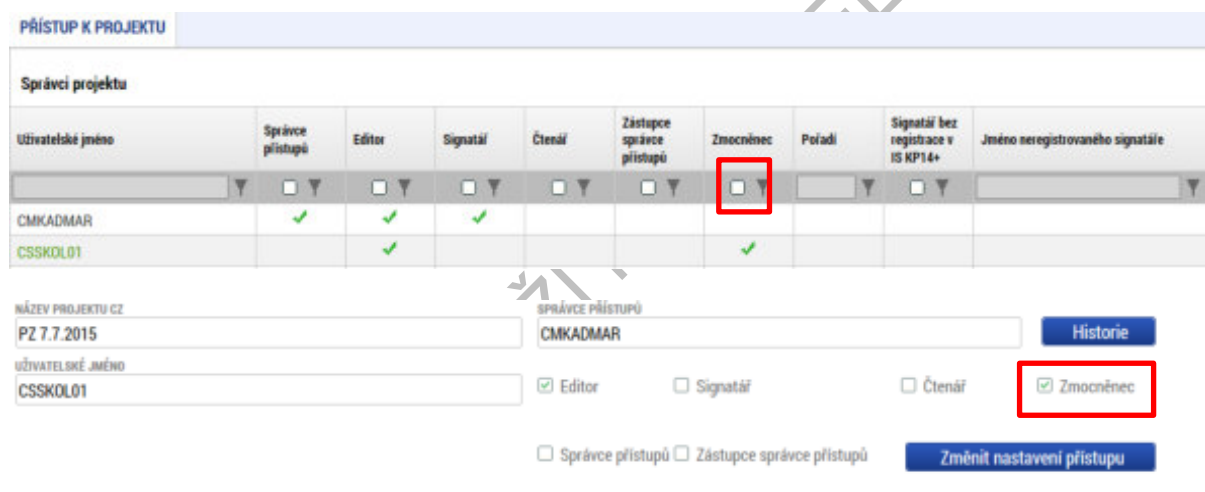 PŘÍSTUP K PROJEKTU
Správci projektu
Uživatelské jméno Správce přístupů Editor Signatář Čtenář Zástupce správce přístupů Zmocněnec Pořadí Signatář bez registrace v IS KP14+ Jméno neregistrovaného signatáře
CMKADMAR
CSSKOL01
NÁZEV PROJEKTU CZ SPRÁVCE PŘÍSTUPŮ
PZ 7.7.2015 CMKADMAR Historie
UŽIVATELSKÉ JMÉNO
CSSKOL01 Editor Signatář Čtenář Zmocněnec
Správce přístupů Zástupce správce přístupů Změnit nastavení přístupu